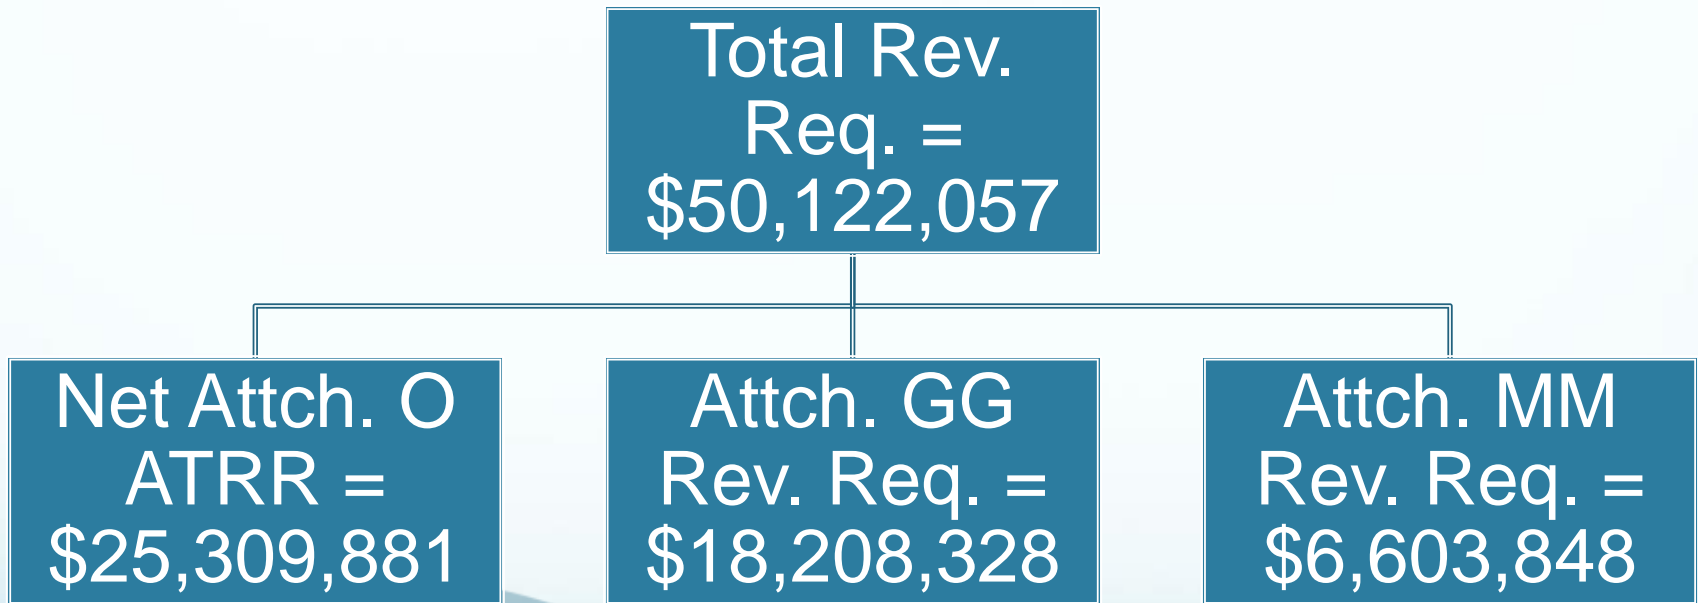 Total Rev.
Req. =
$50,122,057
Net Attch. O
ATRR =
$25,309,881
Attch. GG
Rev. Req. =
$18,208,328
Attch. MM
Rev. Req. =
$6,603,848